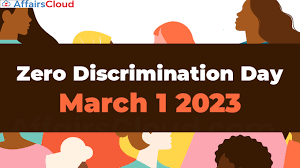 AffairsCloud
Zero Discrimination Day
March 1 2023